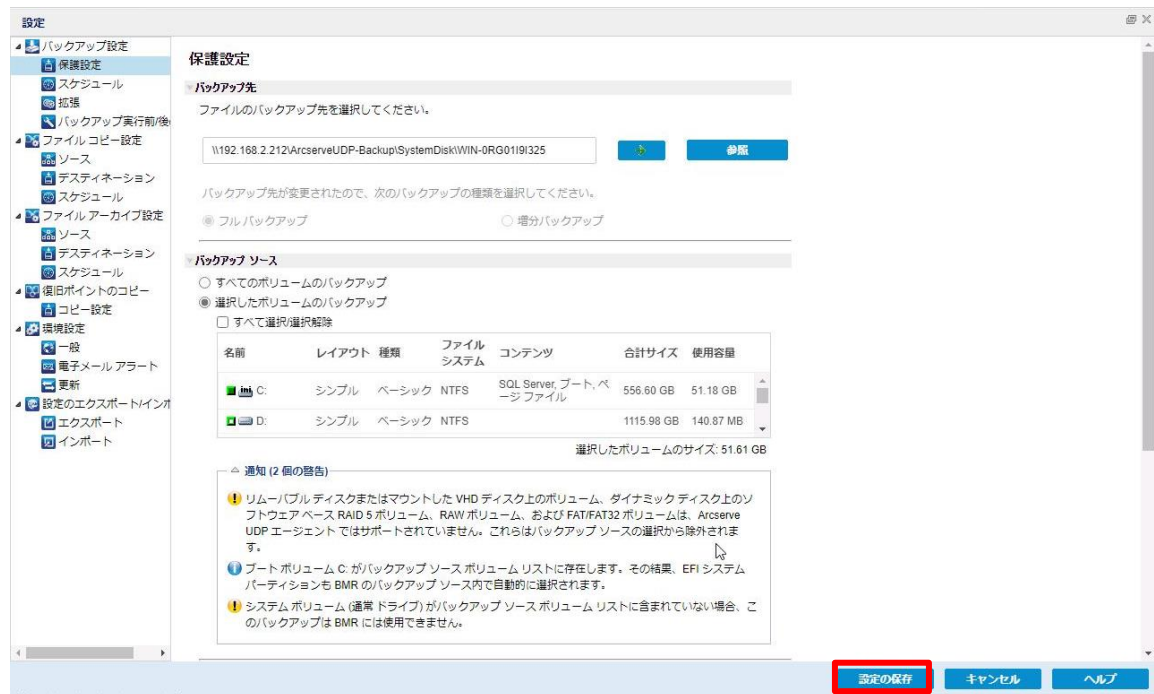 設定
バックアップ設定
保護設定
スケジュール
拡張
バックアップ実行前/後
ファイル コピー設定
ソース
デスティネーション
スケジュール
ファイル アーカイブ設定
ソース
デスティネーション
スケジュール
復旧ポイントのコピー
コピー設定
環境設定
一般
電子メール アラート
更新
設定のエクスポート/インポ
エクスポート
インポート
保護設定
バックアップ先
ファイルのバックアップ先を選択してください。
\\192.168.2.212\ArcserveUDP-Backup\SystemDisk\WIN-0RG01I9I325
参照
バックアップ先が変更されたので、次のバックアップの種類を選択してください。
フル バックアップ 増分バックアップ
バックアップ ソース
すべてのボリュームのバックアップ
選択したボリュームのバックアップ
すべて選択/選択解除
名前 レイアウト 種類 ファイル システム コンテンツ 合計サイズ 使用容量
C: シンプル ベーシック NTFS SQL Server, ブート, ペ
ージ ファイル 556.60 GB 51.18 GB
D: シンプル ベーシック NTFS 1115.98 GB 140.87 MB
選択したボリュームのサイズ: 51.61 GB
通知 (2 個の警告)
リムーバブル ディスクまたはマウントした VHD ディスク上のボリューム、ダイナミック ディスク上のソ
フトウェア ベース RAID 5 ボリューム、RAW ボリューム、および FAT/FAT32 ボリュームは、Arcserve
UDP エージェント ではサポートされていません。これらはバックアップ ソースの選択から除外されま
す。
ブート ボリューム C: がバックアップ ソース ボリューム リストに存在します。その結果、EFI システム
パーティションも BMR のバックアップ ソース内で自動的に選択されます。
システム ボリューム (通常 ドライブ) がバックアップ ソース ボリューム リストに含まれていない場合、こ
のバックアップは BMR には使用できません。
設定の保存 キャンセル ヘルプ